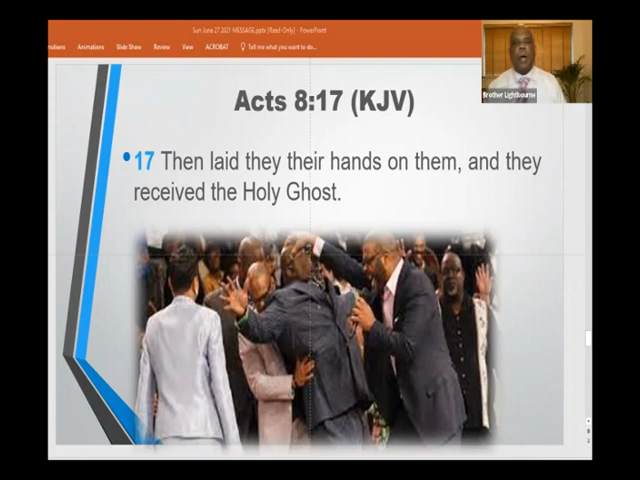 Sun June 27 2021 MESSAGE.pptx [Read-Only] - PowerPoint
Animations Slide Show Review View ACROBAT Tell me what you want to do...
Brother Lightbourne
Acts 8:17 (KJV)
17 Then laid they their hands on them, and they
received the Holy Ghost.